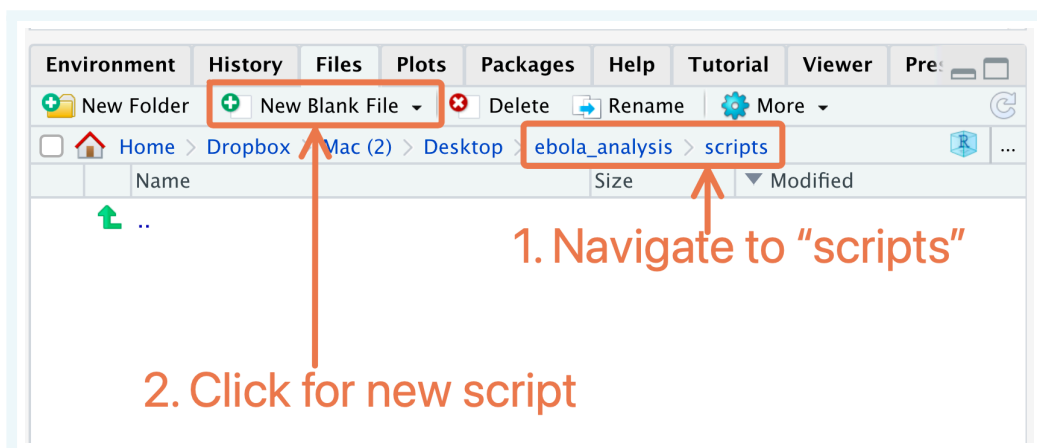 Environment History Files Plots Packages Help Tutorial Viewer Pre
New Folder New Blank File Delete Rename More
Home > Dropbox > Mac (2) > Desktop > ebola_analysis > scripts ...
Name Size Modified
..
1. Navigate to “scripts”
2. Click for new script